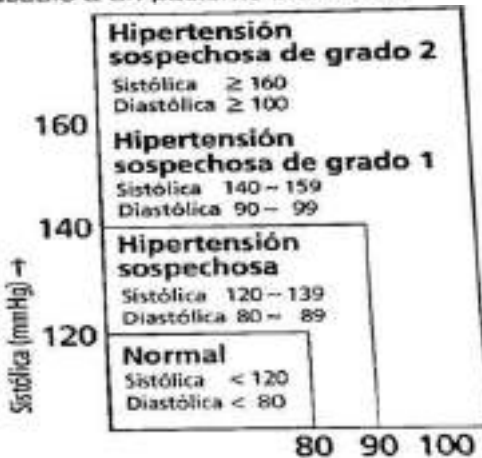 Hipertensión
sospechosa de grado 2
Sistólica ≥ 160
Diastólica ≥ 100
160
Hipertensión
sospechosa de grado 1
Sistólica 140 – 159
Diastólica 90 – 99
140
Hipertensión
sospechosa
Sistólica 120 – 139
Diastólica 80 – 89
120
Normal
Sistólica < 120
Diastólica < 80
Sistólica (mmHg) →
80 90 100